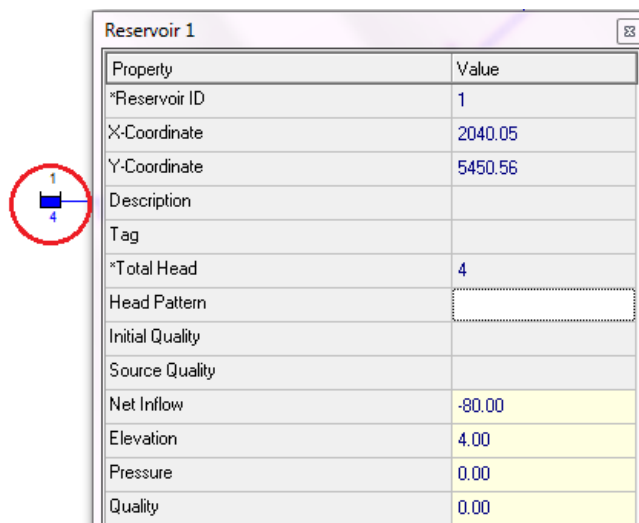 Reservoir 1
Property Value
*Reservoir ID 1
X-Coordinate 2040.05
Y-Coordinate 5450.56
1
4
Description
Tag
*Total Head 4
Head Pattern
Initial Quality
Source Quality
Net Inflow -80.00
Elevation 4.00
Pressure 0.00
Quality 0.00